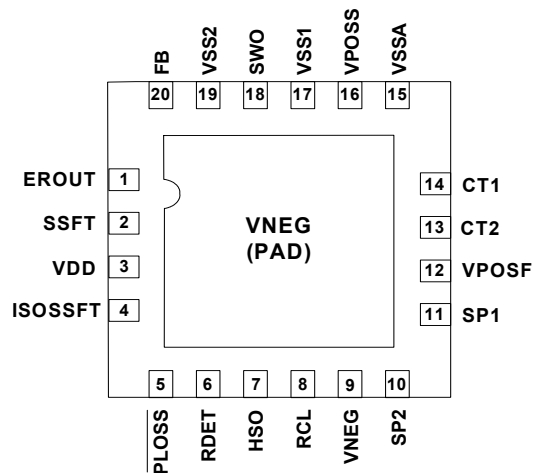 FB VSS2 SWO VSS1 VPOSS VSSA
20 19 18 17 16 15
EROUT 1
SSFT 2
VDD 3
ISOSSFT 4
VNEG
(PAD)
14 CT1
13 CT2
12 VPOSF
11 SP1
5 6 7 8 9 10
PLOSS RDET HSO RCL VNEG SP2